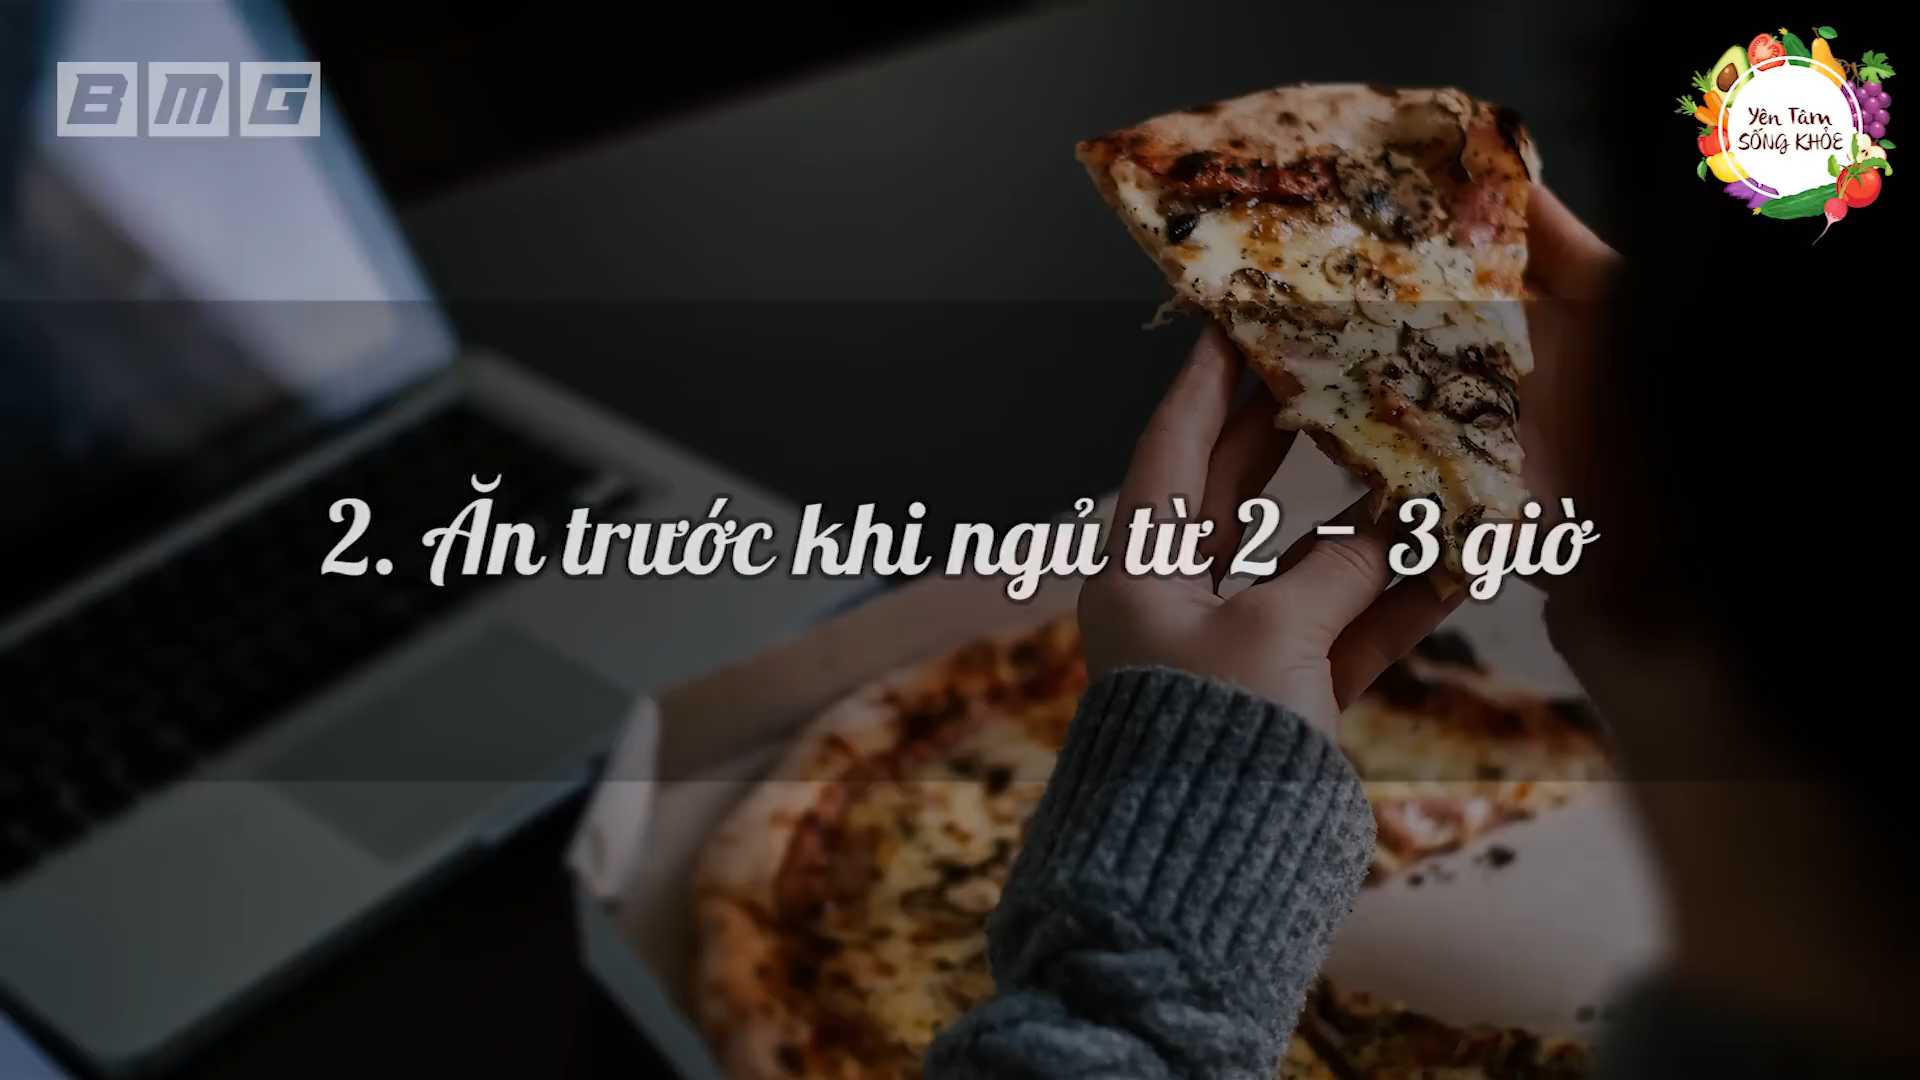 BMG
Yên Tâm
SỐNG KHỎE
2. Ăn trước khi ngủ từ 2 - 3 giờ